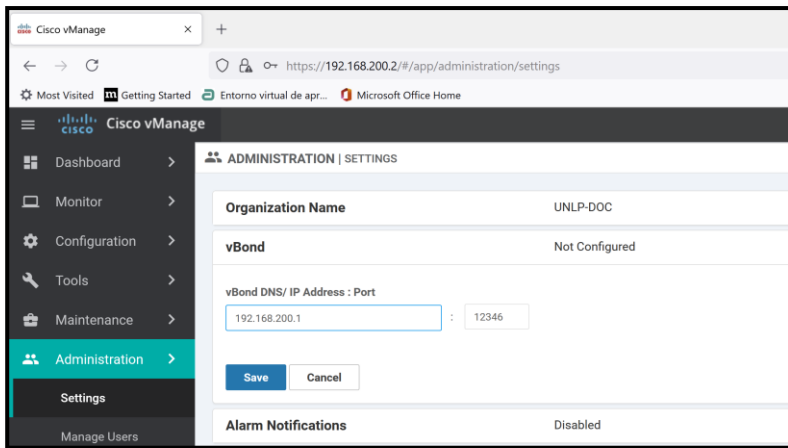 Cisco vManage
https://192.168.200.2/#/app/administration/settings
Most Visited Getting Started Entorno virtual de apr... Microsoft Office Home
cisco Cisco vManage
Dashboard
ADMINISTRATION | SETTINGS
Monitor
Organization Name UNLP-DOC
Configuration
vBond Not Configured
Tools
vBond DNS/ IP Address : Port
Maintenance
192.168.200.1 : 12346
Administration
Save Cancel
Settings
Alarm Notifications Disabled
Manage Users